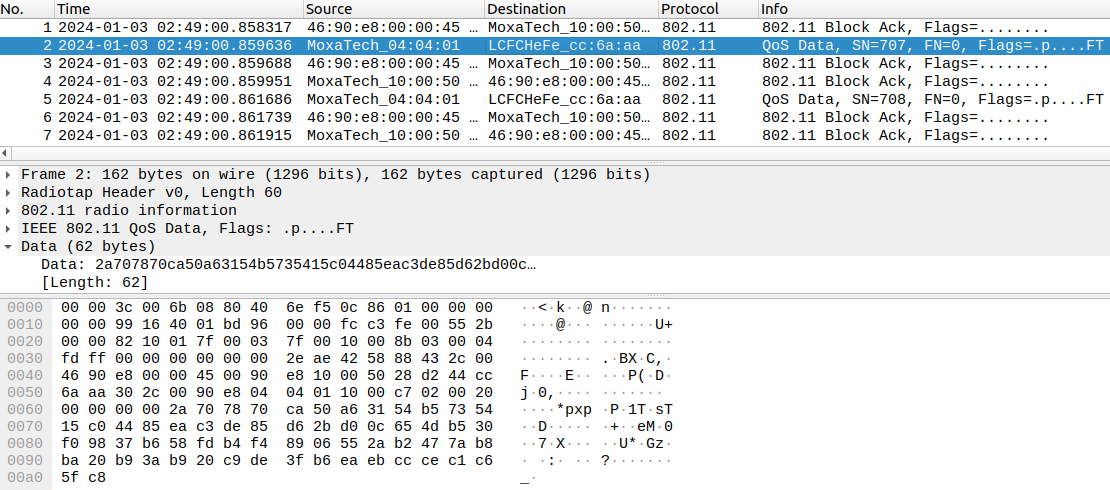 No. Time Source Destination Protocol Info
1 2024-01-03 02:49:00.858317 46:90:e8:00:00:45 … MoxaTech_10:00:50… 802.11 802.11 Block Ack, Flags=........
2 2024-01-03 02:49:00.859636 MoxaTech_04:04:01 LCFCHeFe_cc:6a:aa 802.11 QoS Data, SN=707, FN=0, Flags=.p....FT
3 2024-01-03 02:49:00.859688 46:90:e8:00:00:45 … MoxaTech_10:00:50… 802.11 802.11 Block Ack, Flags=........
4 2024-01-03 02:49:00.859951 MoxaTech_10:00:50 … 46:90:e8:00:00:45… 802.11 802.11 Block Ack, Flags=........
5 2024-01-03 02:49:00.861686 MoxaTech_04:04:01 LCFCHeFe_cc:6a:aa 802.11 QoS Data, SN=708, FN=0, Flags=.p....FT
6 2024-01-03 02:49:00.861739 46:90:e8:00:00:45 … MoxaTech_10:00:50… 802.11 802.11 Block Ack, Flags=........
7 2024-01-03 02:49:00.861915 MoxaTech_10:00:50 … 46:90:e8:00:00:45… 802.11 802.11 Block Ack, Flags=........
Frame 2: 162 bytes on wire (1296 bits), 162 bytes captured (1296 bits)
Radiotap Header v0, Length 60
802.11 radio information
IEEE 802.11 QoS Data, Flags: .p....FT
Data (62 bytes)
Data: 2a707870ca50a63154b5735415c04485eac3de85d62bd00c…
[Length: 62]
0000 00 00 3c 00 6b 08 80 40 6e f5 0c 86 01 00 00 00 ··<·k··@ n·······
0010 00 00 99 16 40 01 bd 96 00 00 fc c3 fe 00 55 2b ····@··· ······U+
0020 00 00 82 10 01 7f 00 03 7f 00 10 00 8b 03 00 04 ········ ········
0030 fd ff 00 00 00 00 00 00 2e ae 42 58 88 43 2c 00 ········ .·BX·C,·
0040 46 90 e8 00 00 45 00 90 e8 10 00 50 28 d2 44 cc F····E·· ···P(·D·
0050 6a aa 30 2c 00 90 e8 04 04 01 10 00 c7 02 00 20 j·0,···· ·······
0060 00 00 00 00 2a 70 78 70 ca 50 a6 31 54 b5 73 54 ····*pxp ·P·1T·sT
0070 15 c0 44 85 ea c3 de 85 d6 2b d0 0c 65 4d b5 30 ··D····· ·+··eM·0
0080 f0 98 37 b6 58 fd b4 f4 89 06 55 2a b2 47 7a b8 ··7·X··· ··U*·Gz·
0090 ba 20 b9 3a b9 20 c9 de 3f b6 ea eb cc ce c1 c6 · ·:· ·· ?·······
00a0 5f c8 _·